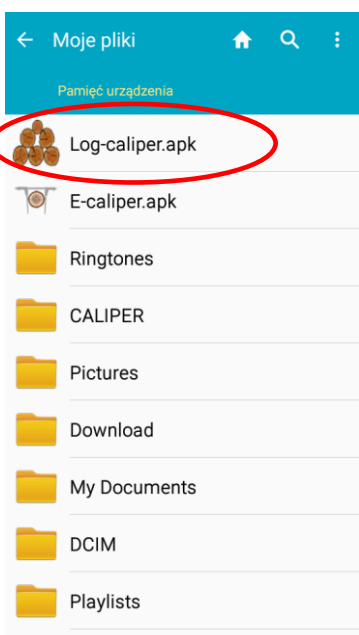 Moje pliki
Pamięć urządzenia
Log-caliper.apk
E-caliper.apk
Ringtones
CALIPER
Pictures
Download
My Documents
DCIM
Playlists